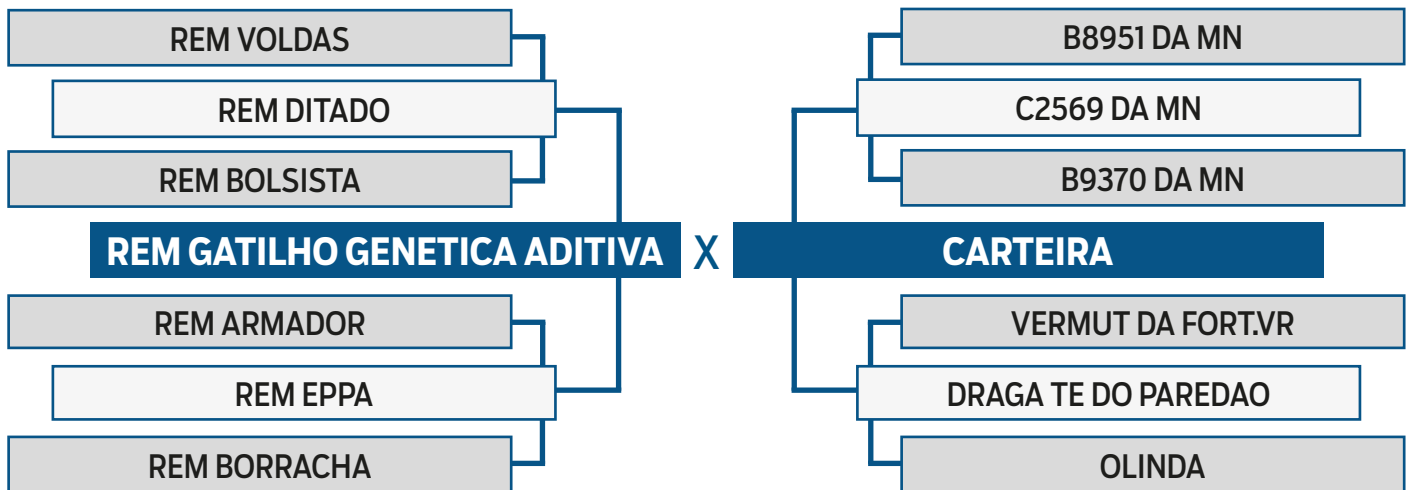 REM VOLDAS
REM DITADO
REM BOLSISTA
REM GATILHO GENETICA ADITIVA X CARTEIRA
REM ARMADOR
REM EPPA
REM BORRACHA
B8951 DA MN
C2569 DA MN
B9370 DA MN
VERMUT DA FORT.VR
DRAGA TE DO PAREDAO
OLINDA